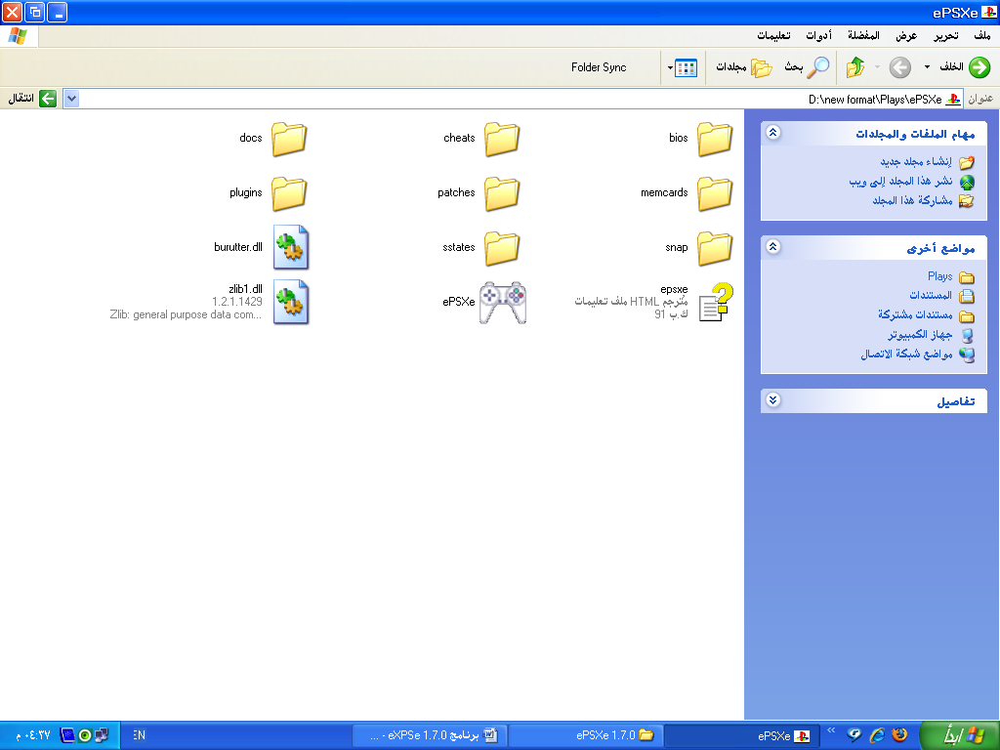 ePSXe
ملف تحرير عرض المفضلة أدوات تعليمات
الخلف بحث مجلدات Folder Sync
عنوان D:\new format\Plays\ePSXe انتقال
مهام الملفات والمجلدات
إنشاء مجلد جديد
نشر هذا المجلد إلى ويب
مشاركة هذا المجلد
مواضع أخرى
Plays
المستندات
مستندات مشتركة
جهاز الكمبيوتر
مواضع شبكة الاتصال
تفاصيل
bios cheats docs
memcards patches plugins
snap sstates burutter.dll
epsxe
مترجم HTML ملف تعليمات
91 ك.ب
ePSXe
zlib1.dll
1.2.1.1429
Zlib: general purpose data com...
ابدأ ePSXe ePSXe 1.7.0 برنامج eXPSe 1.7.0 - ... EN ٠٤:٣٧ م